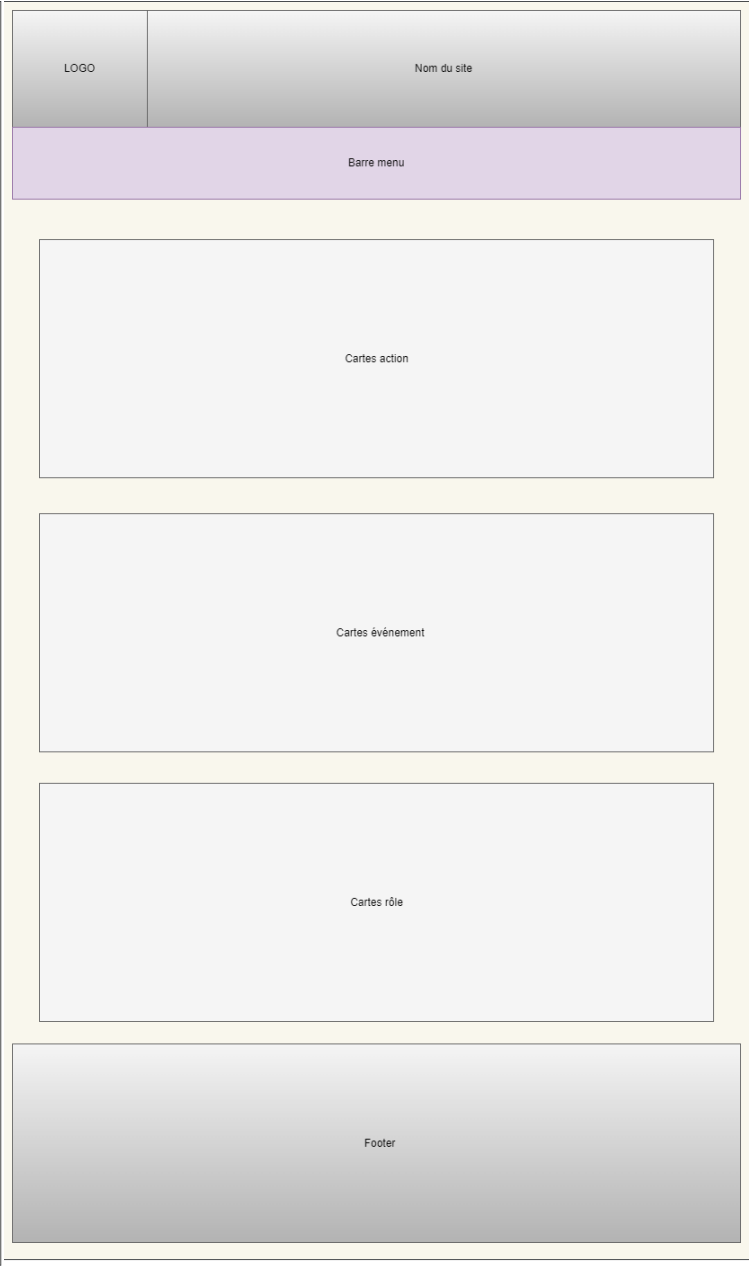 LOGO
Nom du site
Barre menu
Cartes action
Cartes événement
Cartes rôle
Footer